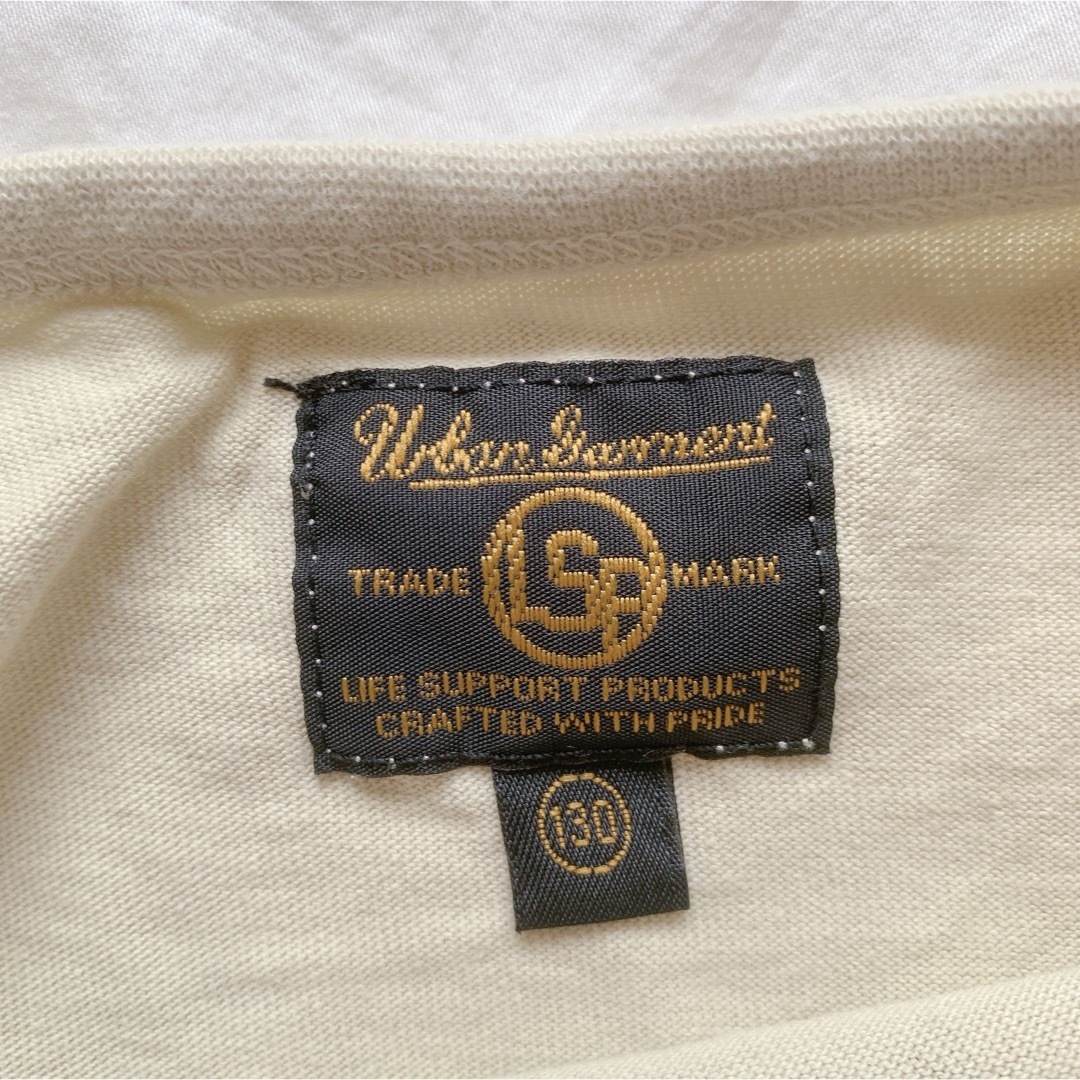 Urban Garment
TRADE LSP MARK
LIFE SUPPORT PRODUCTS
CRAFTED WITH PRIDE
130